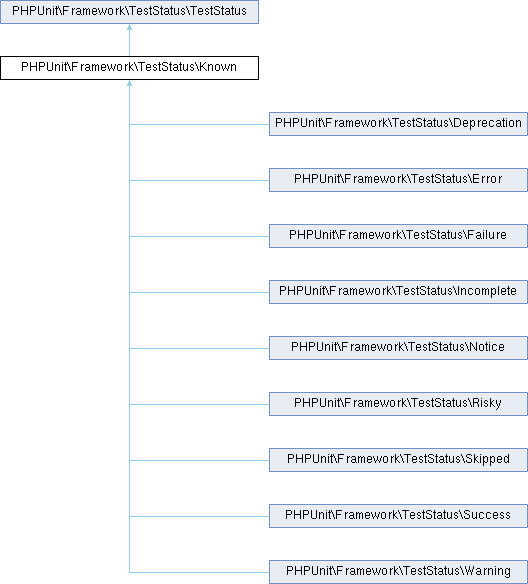 PHPUnit\Framework\TestStatus\TestStatus
PHPUnit\Framework\TestStatus\Known
PHPUnit\Framework\TestStatus\Deprecation
PHPUnit\Framework\TestStatus\Error
PHPUnit\Framework\TestStatus\Failure
PHPUnit\Framework\TestStatus\Incomplete
PHPUnit\Framework\TestStatus\Notice
PHPUnit\Framework\TestStatus\Risky
PHPUnit\Framework\TestStatus\Skipped
PHPUnit\Framework\TestStatus\Success
PHPUnit\Framework\TestStatus\Warning